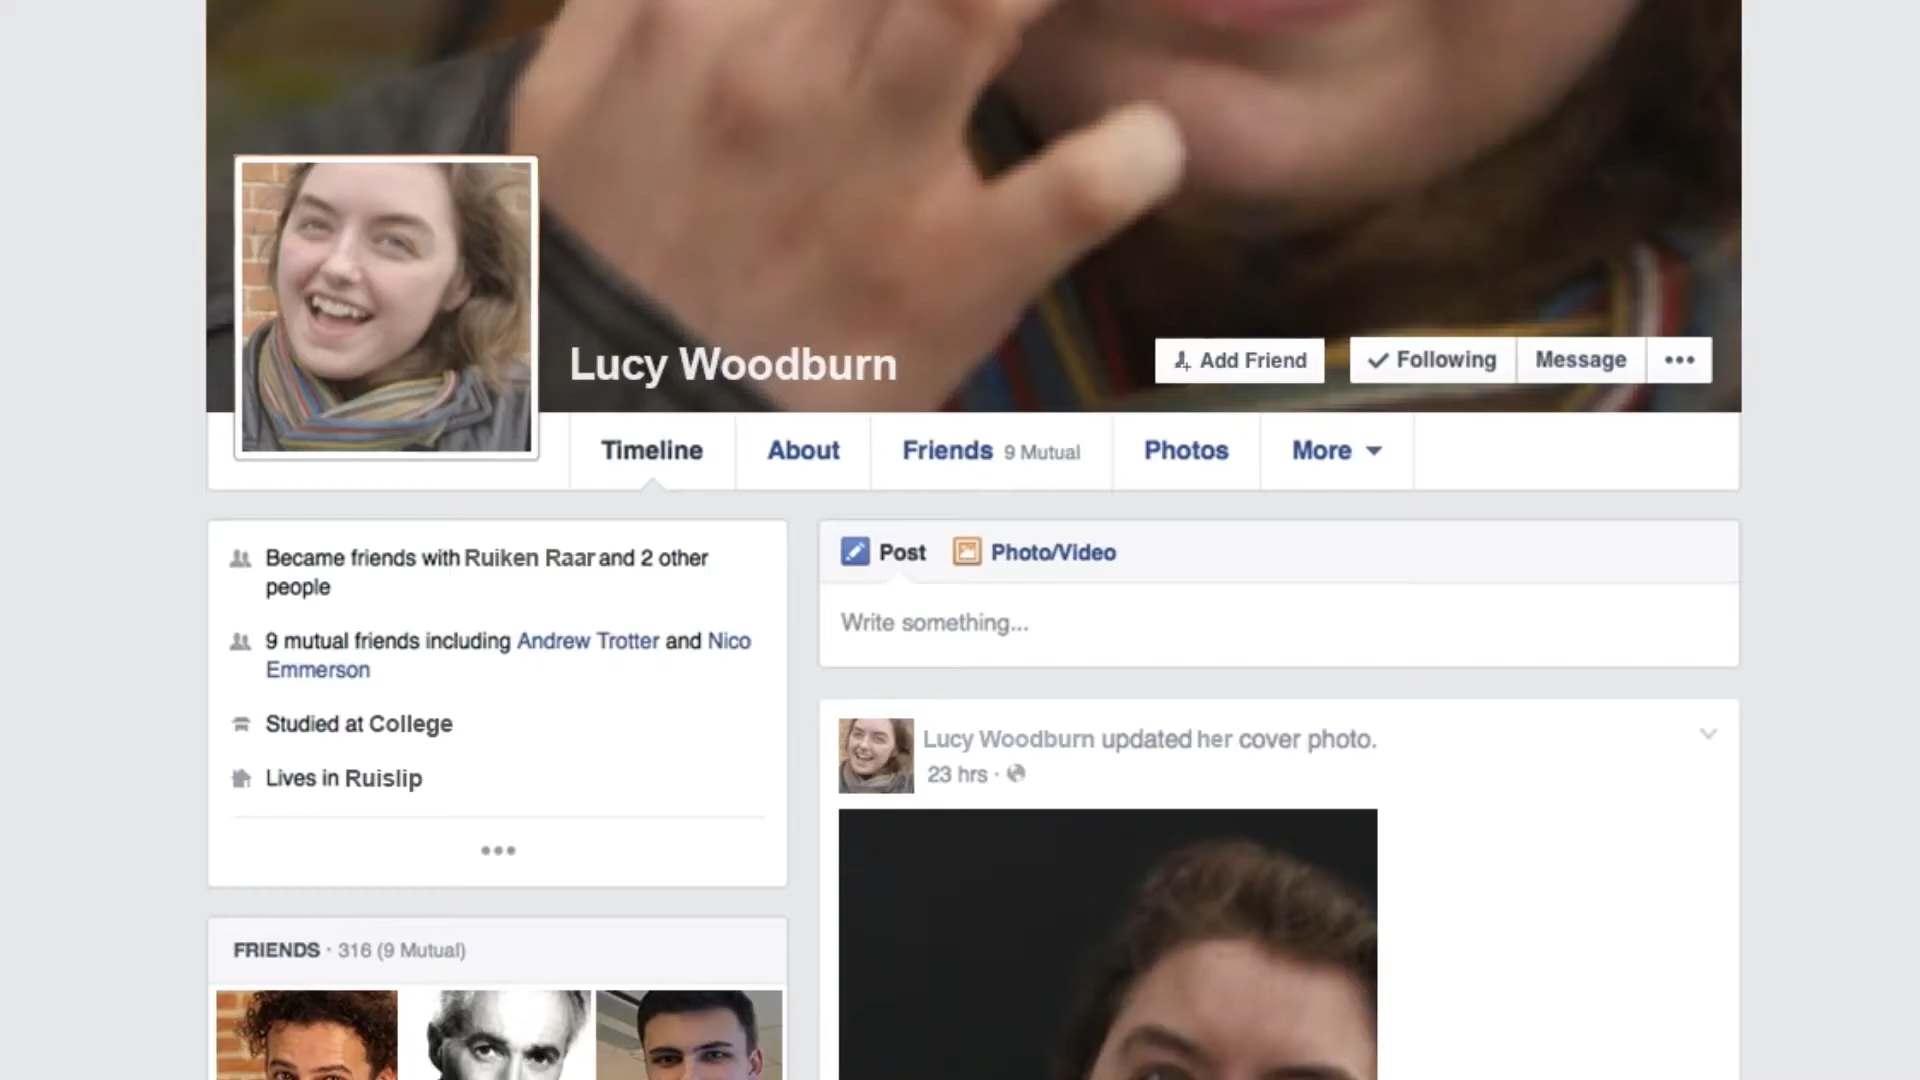 Lucy Woodburn
Add Friend
Following
Message
Timeline
About
Friends 9 Mutual
Photos
More
Became friends with Ruiken Raar and 2 other
people
9 mutual friends including Andrew Trotter and Nico
Emmerson
Studied at College
Lives in Ruislip
FRIENDS · 316 (9 Mutual)
Post
Photo/Video
Write something...
Lucy Woodburn updated her cover photo.
23 hrs ·